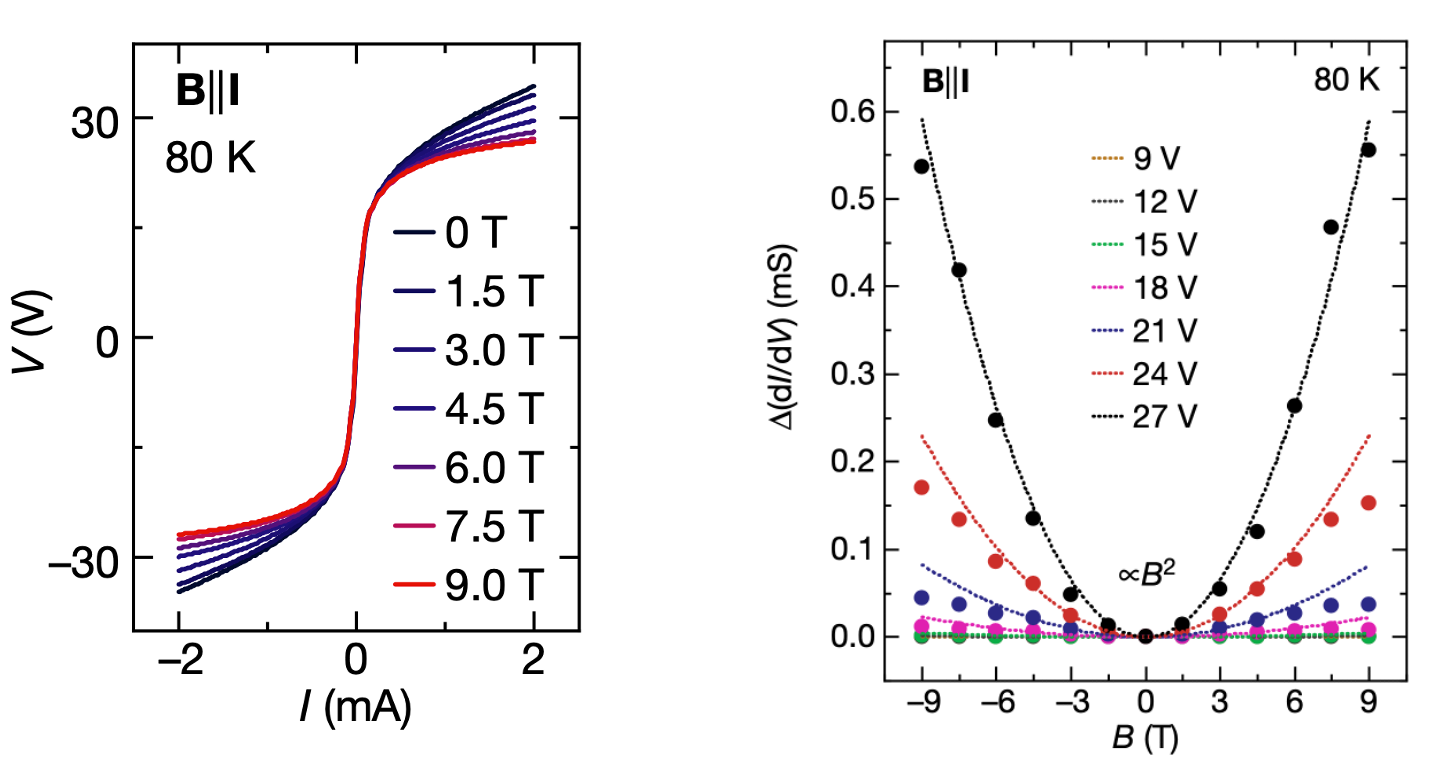 B||I
80 K
30
0
−30
V (V)
0 T
1.5 T
3.0 T
4.5 T
6.0 T
7.5 T
9.0 T
−2
0
2
I (mA)
B||I
80 K
0.6
0.5
0.4
0.3
0.2
0.1
0.0
Δ(dI/dV) (mS)
9 V
12 V
15 V
18 V
21 V
24 V
27 V
∝B²
−9
−6
−3
0
3
6
9
B (T)